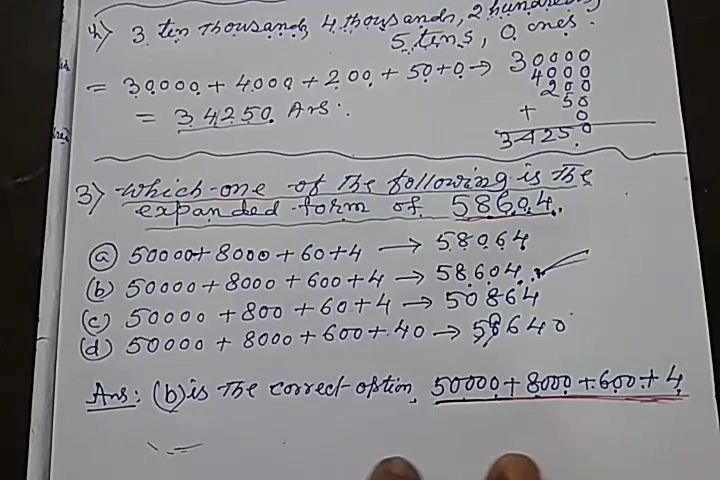 4) 3 ten Thousands, 4 thousands, 2 hundreds
5 tens, 0 ones.
= 30000 + 4000 + 200 + 50+0 → 30000
4000
200
50
+ 0
34250
= 34250. Ans:
3) which one of the following is the
expanded form of 58604.
(a) 50000+ 8000 + 60+4 → 58064
(b) 50000 + 8000 + 600 + 4 → 58604
(c) 50000 + 800 + 60 + 4 → 50864
(d) 50000 + 8000 + 600 + 40 → 58640
Ans: (b) is The correct option, 50000 + 8000 + 600 + 4